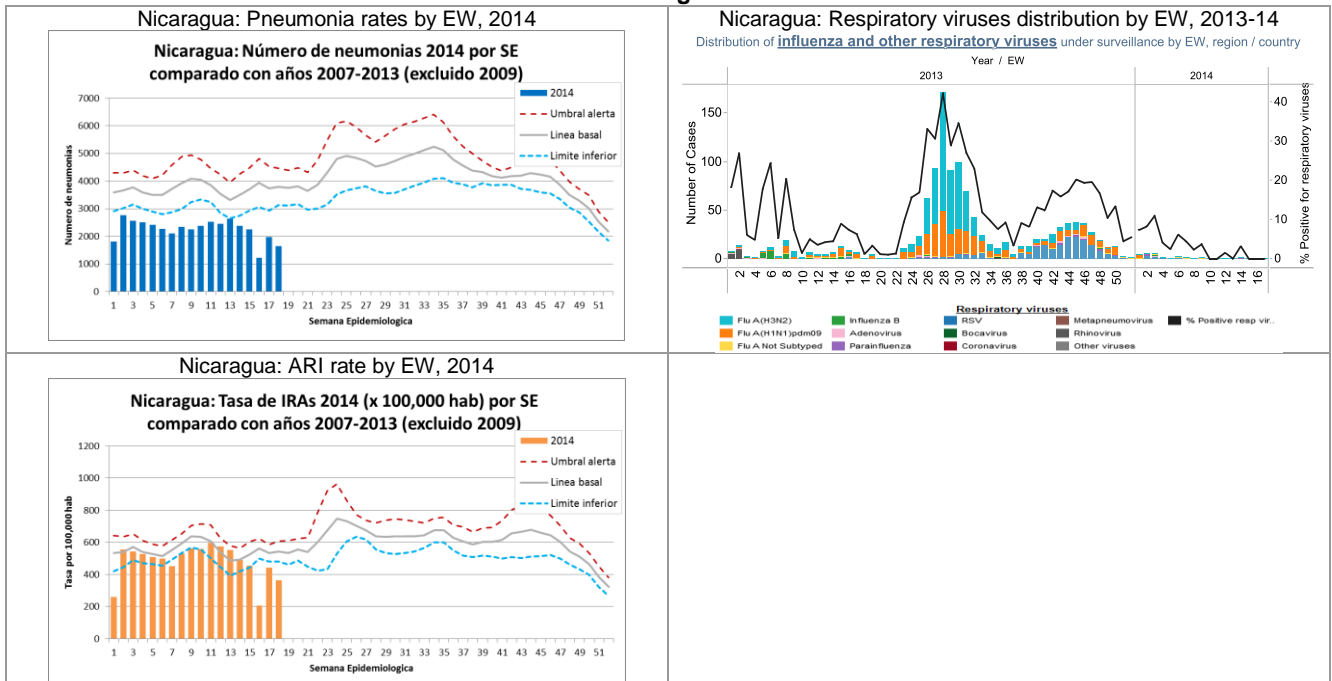 Nicaragua: Pneumonia rates by EW, 2014
Nicaragua: Número de neumonias 2014 por SE
comparado con años 2007-2013 (excluido 2009)
2014
Umbral alerta
Linea basal
Limite inferior
Número de neumonias
7000
6000
5000
4000
3000
2000
1000
0
1 3 5 7 9 11 13 15 17 19 21 23 25 27 29 31 33 35 37 39 41 43 45 47 49 51
Semana Epidemiologica
Nicaragua: Respiratory viruses distribution by EW, 2013-14
Distribution of influenza and other respiratory viruses under surveillance by EW, region / country
Year / EW
2013 2014
Number of Cases
150
100
50
0
% Positive for respiratory viruses
40
30
20
10
0
2 4 6 8 10 12 14 16 18 20 22 24 26 28 30 32 34 36 38 40 42 44 46 48 50 2 4 6 8 10 12 14 16
Respiratory viruses
Flu A(H3N2) Influenza B RSV Metapneumovirus % Positive resp vir..
Flu A(H1N1)pdm09 Adenovirus Bocavirus Rhinovirus
Flu A Not Subtyped Parainfluenza Coronavirus Other viruses
Nicaragua: ARI rate by EW, 2014
Nicaragua: Tasa de IRAs 2014 (x 100,000 hab) por SE
comparado con años 2007-2013 (excluido 2009)
2014
Umbral alerta
Linea basal
Limite inferior
Tasa por 100,000 hab
1200
1000
800
600
400
200
0
1 3 5 7 9 11 13 15 17 19 21 23 25 27 29 31 33 35 37 39 41 43 45 47 49 51
Semana Epidemiologica